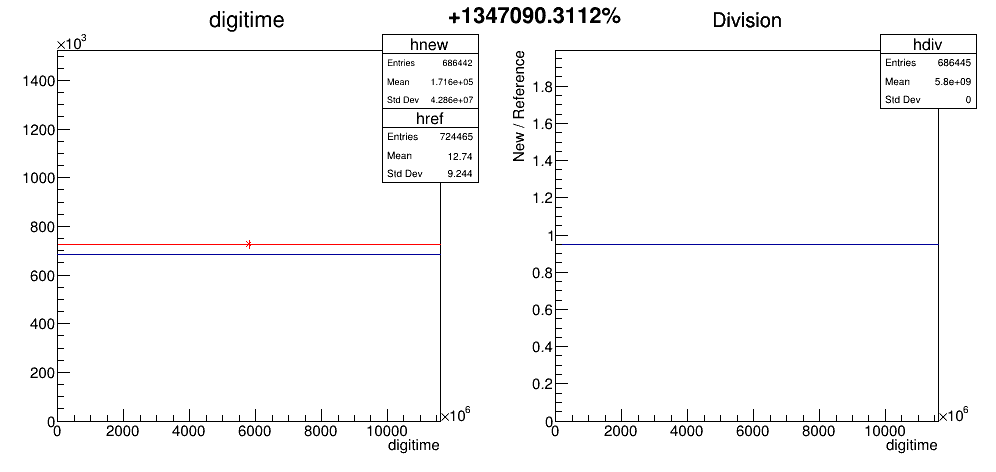 digitime
+1347090.3112%
Division
×10³
hnew
Entries 686442
Mean 1.716e+05
Std Dev 4.286e+07
href
Entries 724465
Mean 12.74
Std Dev 9.244
1400
1200
1000
800
600
400
200
0
0 2000 4000 6000 8000 10000
×10⁶
digitime
hdiv
Entries 686445
Mean 5.8e+09
Std Dev 0
New / Reference
1.8
1.6
1.4
1.2
1
0.8
0.6
0.4
0.2
0
0 2000 4000 6000 8000 10000
×10⁶
digitime